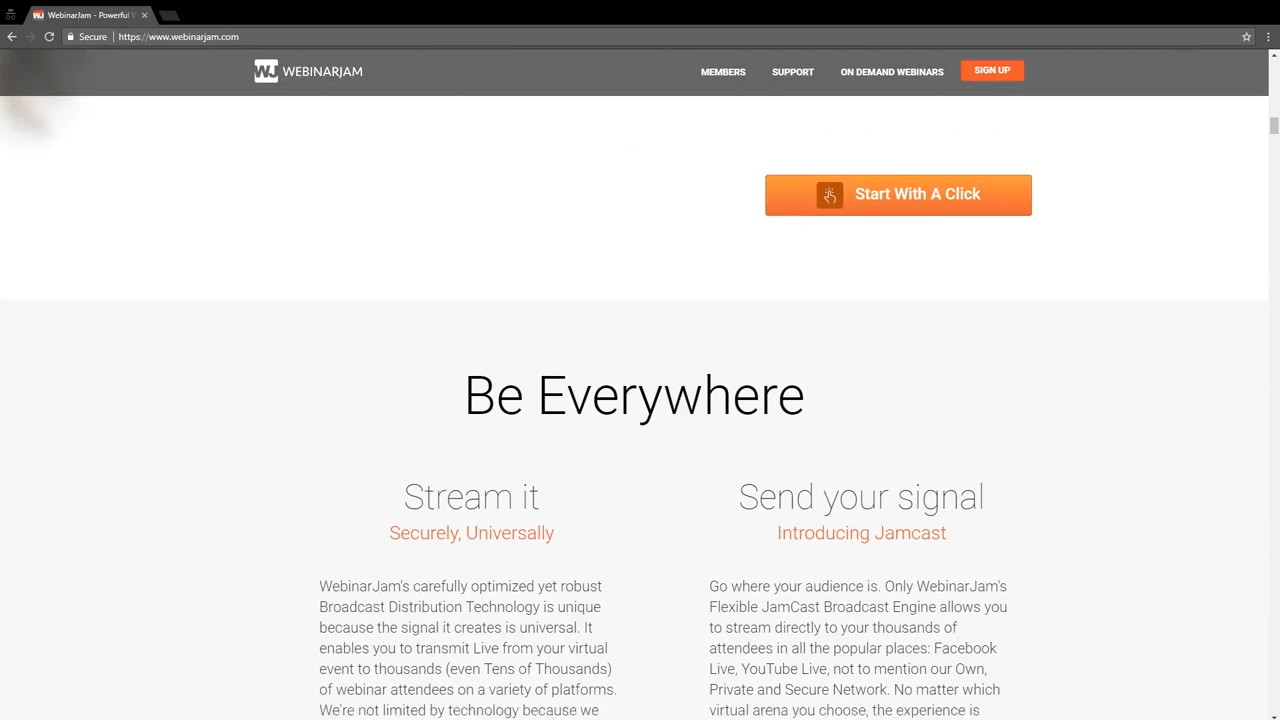 WebinarJam - Powerful W
Secure https://www.webinarjam.com
WJ WEBINARJAM MEMBERS SUPPORT ON DEMAND WEBINARS SIGN UP
Start With A Click
Be Everywhere
Stream it
Securely, Universally
WebinarJam's carefully optimized yet robust
Broadcast Distribution Technology is unique
because the signal it creates is universal. It
enables you to transmit Live from your virtual
event to thousands (even Tens of Thousands)
of webinar attendees on a variety of platforms.
We're not limited by technology because we
Send your signal
Introducing Jamcast
Go where your audience is. Only WebinarJam's
Flexible JamCast Broadcast Engine allows you
to stream directly to your thousands of
attendees in all the popular places: Facebook
Live, YouTube Live, not to mention our Own,
Private and Secure Network. No matter which
virtual arena you choose, the experience is